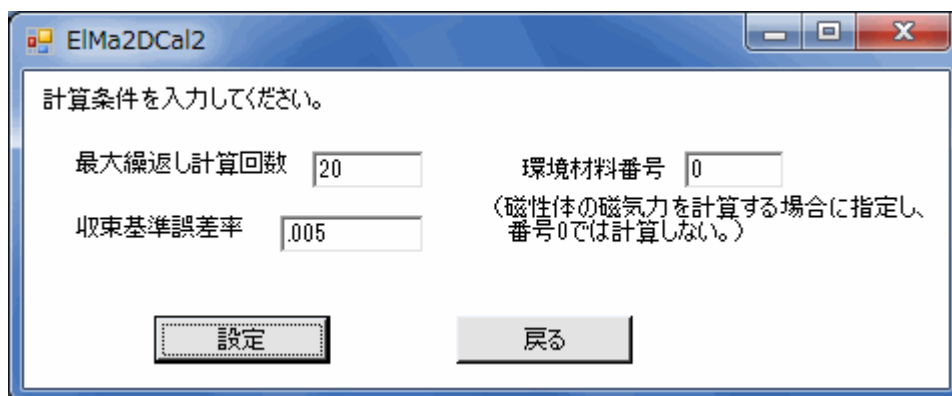 ElMa2DCal2
計算条件を入力してください。
最大繰返し計算回数 20
環境材料番号 0
(磁性体の磁気力を計算する場合に指定し、
番号0では計算しない。)
収束基準誤差率 .005
設定
戻る